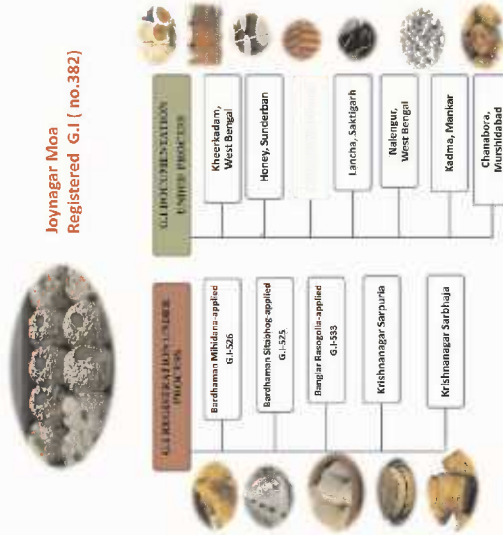 Joynagar Moa
Registered G.I ( no.382)
G.I REGISTRATION UNDER
PROCESS
Bardhaman Mihidana-applied
G.I-526
Bardhaman Sitabhog-applied
G.I-525
Banglar Rasogolla-applied
G.I-533
Krishnanagar Sarpuria
Krishnanagar Sarbhaja
G.I DOCUMENTATION
UNDER PROCESS
Kheerkadam,
West Bengal
Honey, Sunderban
Lancha, Saktigarh
Nalengur,
West Bengal
Kadma, Mankar
Chanabora,
Murshidabad